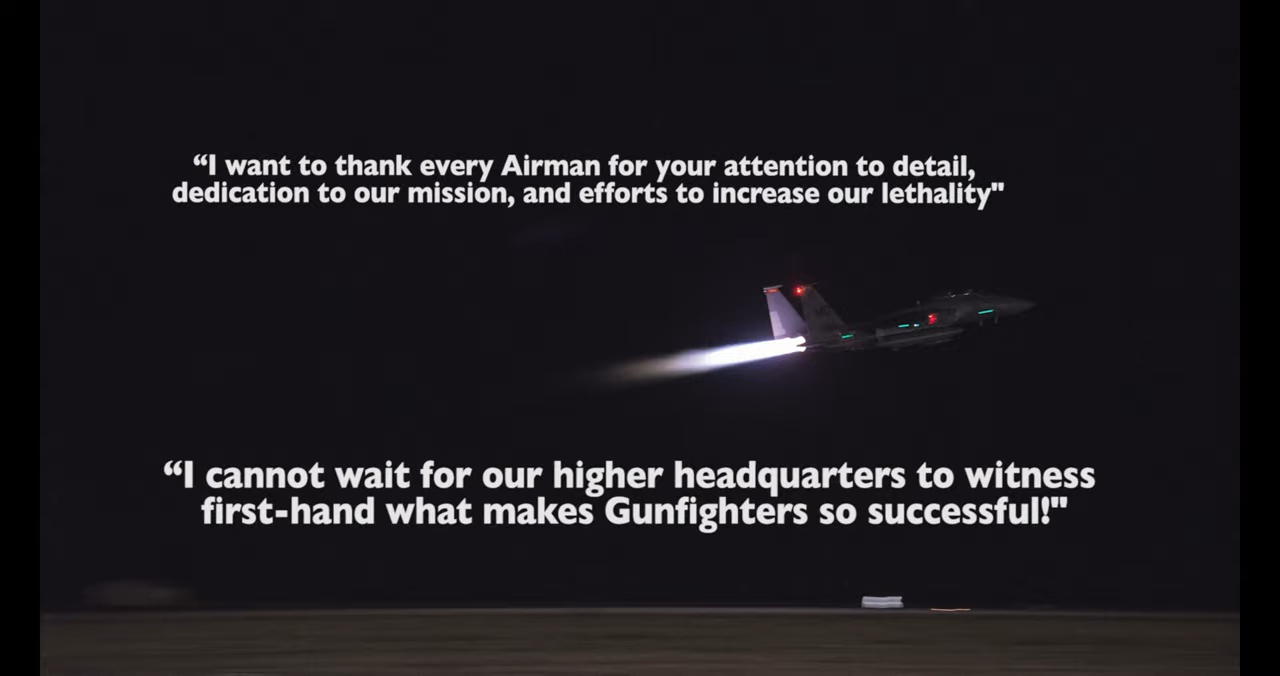 “I want to thank every Airman for your attention to detail,
dedication to our mission, and efforts to increase our lethality"
“I cannot wait for our higher headquarters to witness
first-hand what makes Gunfighters so successful!"